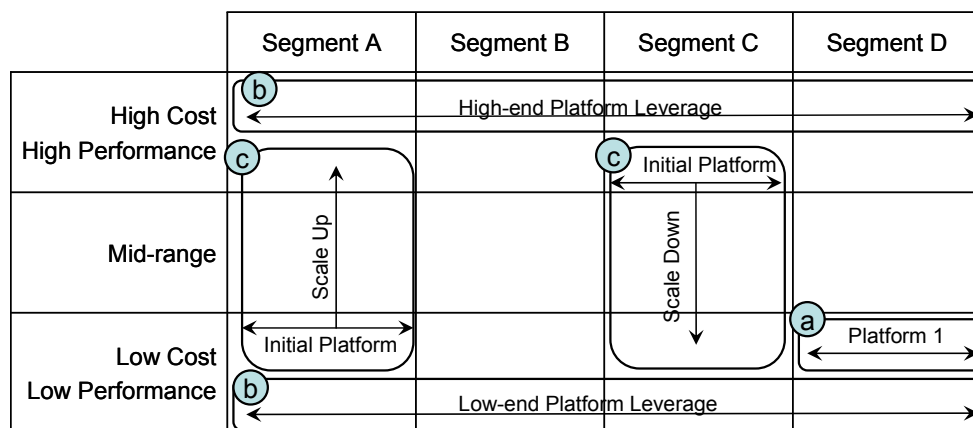 Segment A
Segment B
Segment C
Segment D
b
High-end Platform Leverage
High Cost
High Performance
c
Scale Up
Initial Platform
c
Initial Platform
Scale Down
Mid-range
a
Platform 1
Low Cost
Low Performance
b
Low-end Platform Leverage